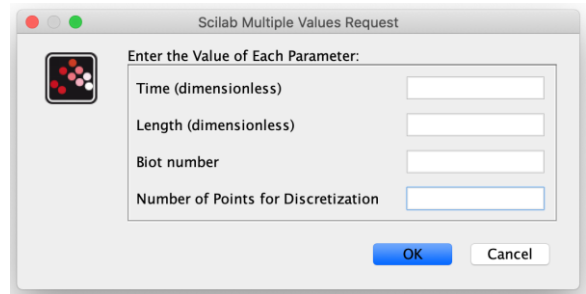 Scilab Multiple Values Request
Enter the Value of Each Parameter:
Time (dimensionless)
Length (dimensionless)
Biot number
Number of Points for Discretization
OK Cancel